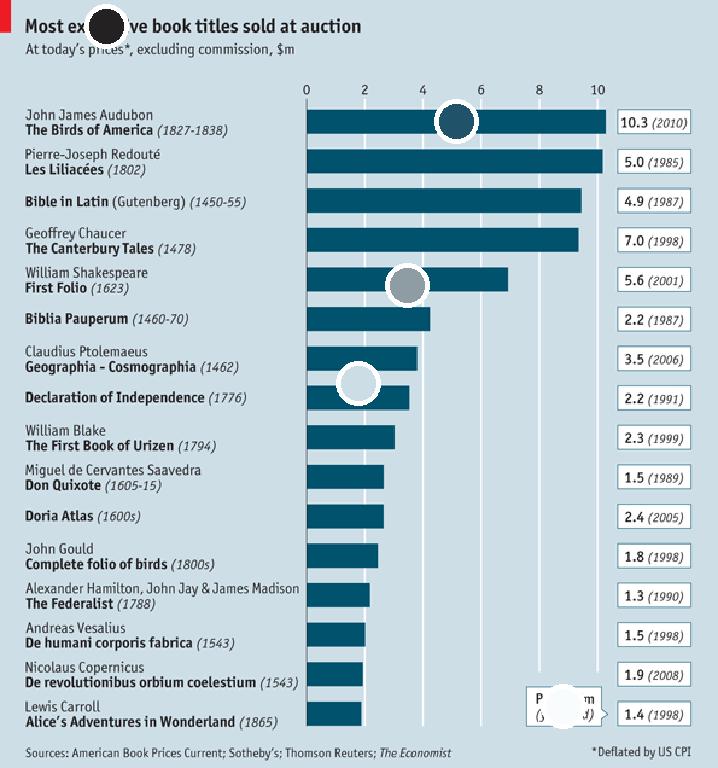 Most book titles sold at auction
At today's prices*, excluding commission, $m
0 2 4 6 8 10
John James Audubon
The Birds of America (1827-1838)
10.3 (2010)
Pierre-Joseph Redouté
Les Liliacées (1802)
5.0 (1985)
Bible in Latin (Gutenberg) (1450-55)
4.9 (1987)
Geoffrey Chaucer
The Canterbury Tales (1478)
7.0 (1998)
William Shakespeare
First Folio (1623)
5.6 (2001)
Biblia Pauperum (1460-70)
2.2 (1987)
Claudius Ptolemaeus
Geographia - Cosmographia (1462)
3.5 (2006)
Declaration of Independence (1776)
2.2 (1991)
William Blake
The First Book of Urizen (1794)
2.3 (1999)
Miguel de Cervantes Saavedra
Don Quixote (1605-15)
1.5 (1989)
Doria Atlas (1600s)
2.4 (2005)
John Gould
Complete folio of birds (1800s)
1.8 (1998)
Alexander Hamilton, John Jay & James Madison
The Federalist (1788)
1.3 (1990)
Andreas Vesalius
De humani corporis fabrica (1543)
1.5 (1998)
Nicolaus Copernicus
De revolutionibus orbium coelestium (1543)
1.9 (2008)
Lewis Carroll
Alice's Adventures in Wonderland (1865)
1.4 (1998)
Sources: American Book Prices Current; Sotheby's; Thomson Reuters; The Economist
*Deflated by US CPI